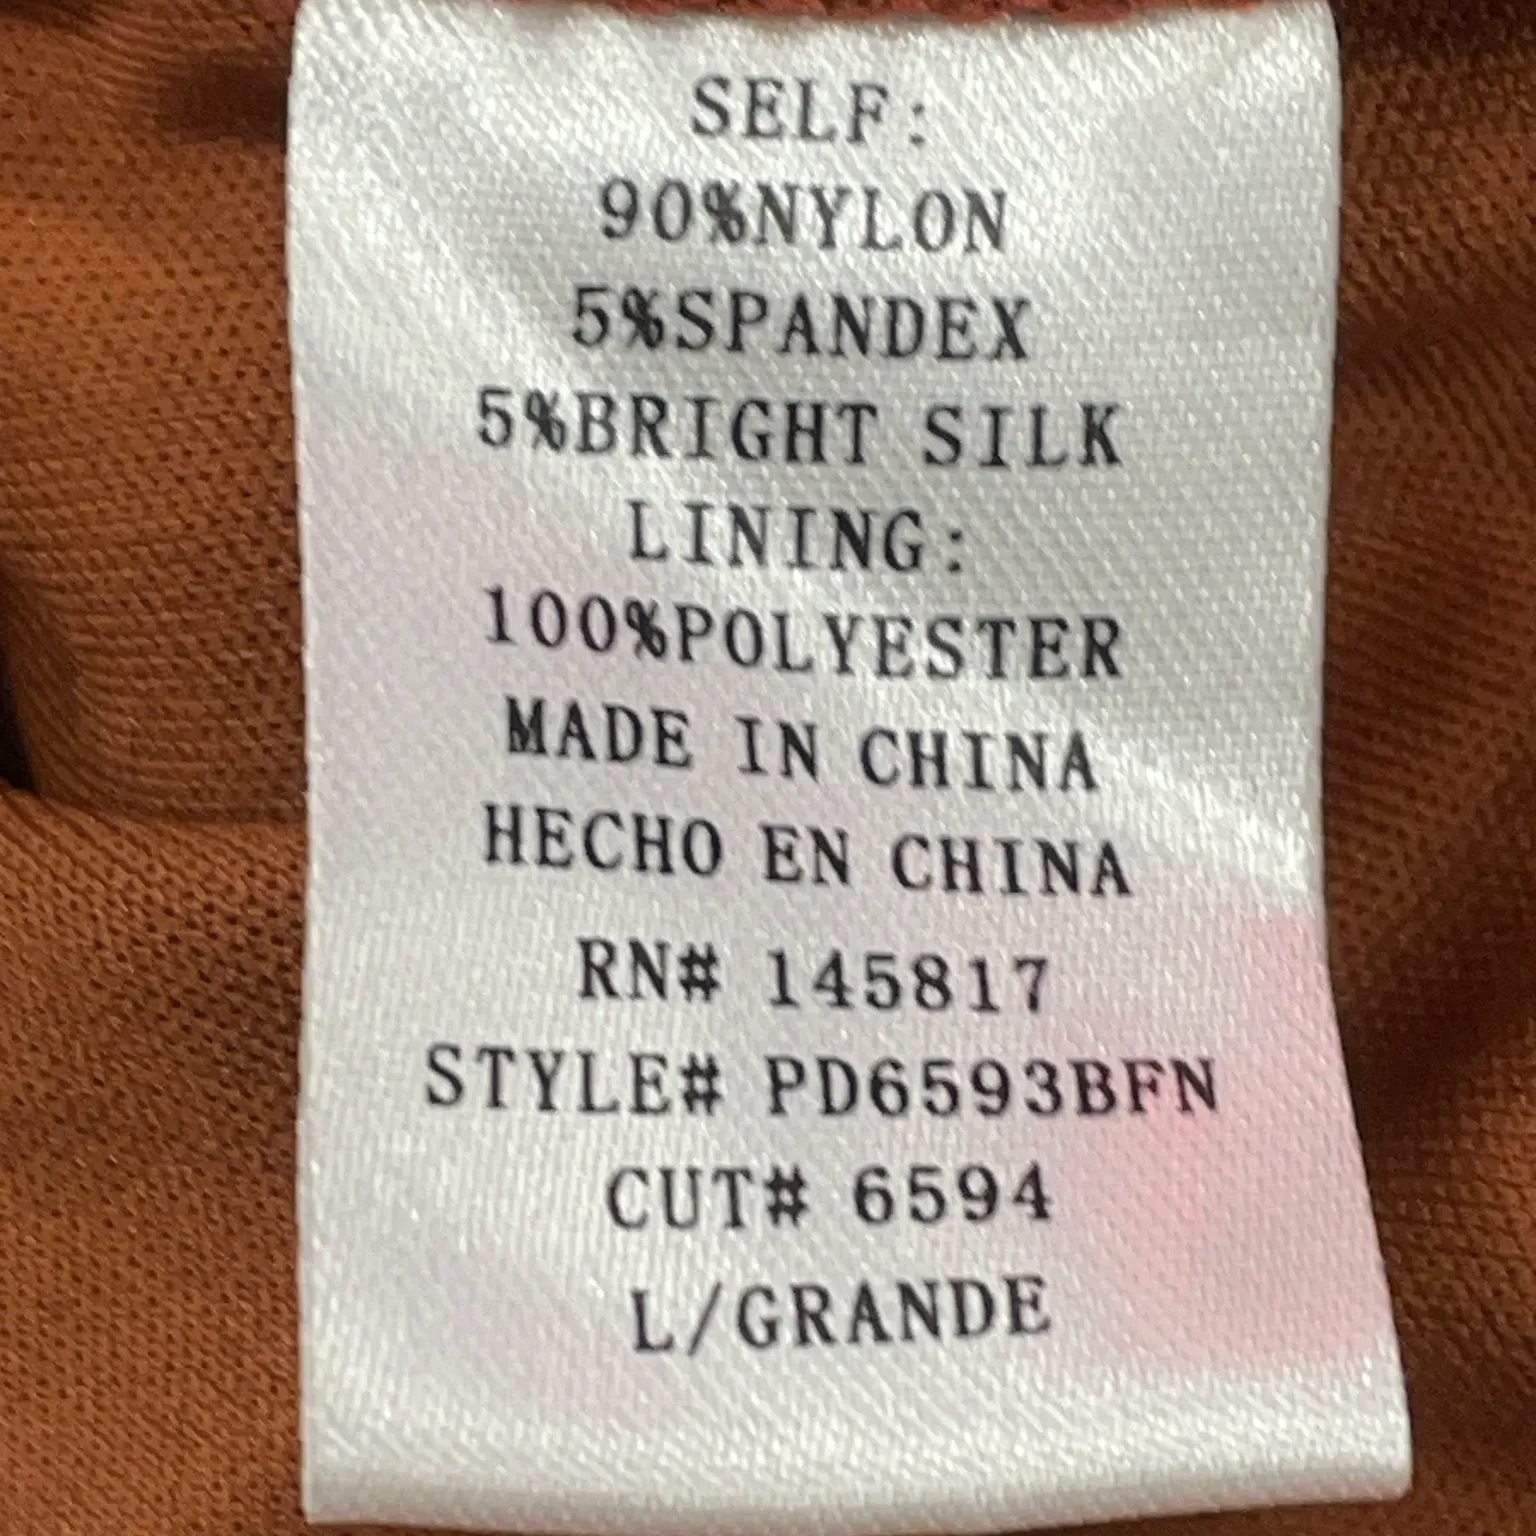 SELF:
90%NYLON
5%SPANDEX
5%BRIGHT SILK
LINING:
100%POLYESTER
MADE IN CHINA
HECHO EN CHINA
RN# 145817
STYLE# PD6593BFN
CUT# 6594
L/GRANDE